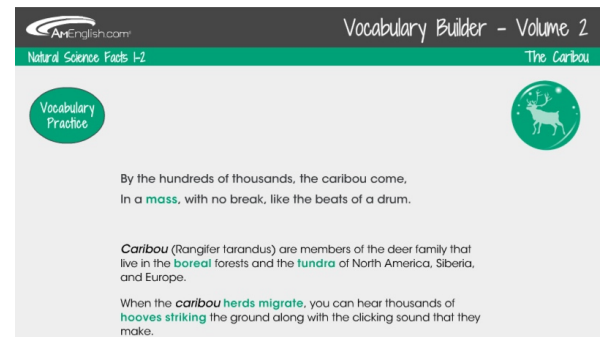 AMEnglish.com
Vocabulary Builder – Volume 2
Natural Science Facts 1-2
The Caribou
Vocabulary
Practice
By the hundreds of thousands, the caribou come,
In a mass, with no break, like the beats of a drum.
Caribou (Rangifer tarandus) are members of the deer family that
live in the boreal forests and the tundra of North America, Siberia,
and Europe.
When the caribou herds migrate, you can hear thousands of
hooves striking the ground along with the clicking sound that they
make.